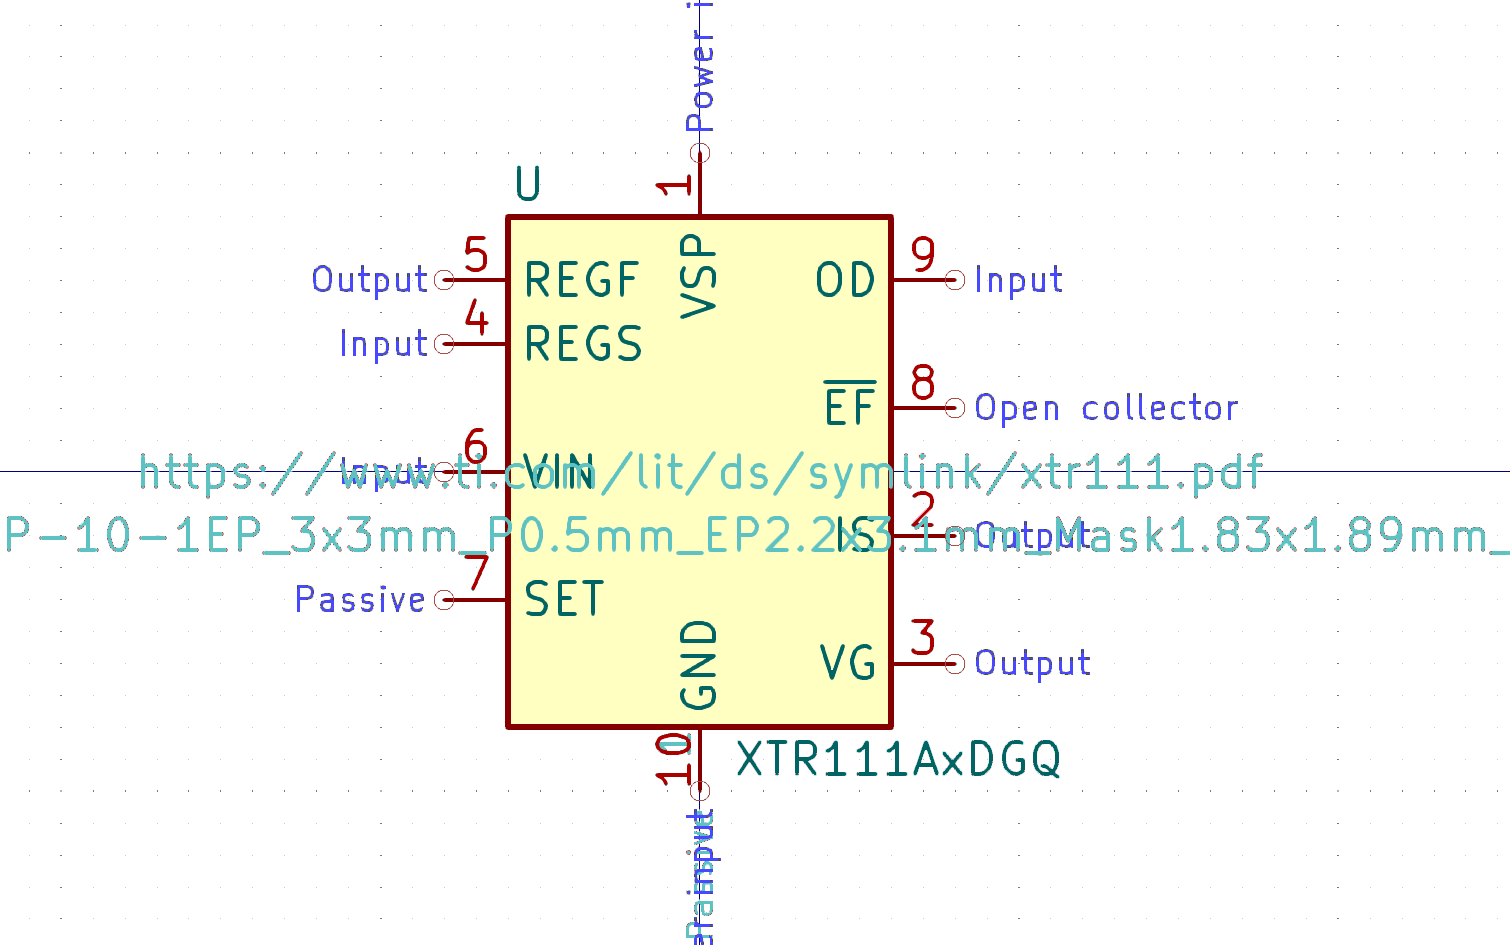 Power i
1
U
VSP
5
Output
REGF
9
OD
Input
4
Input
REGS
8
EF
Open collector
6
Input
VIN
https://www.ti.com/lit/ds/symlink/xtr111.pdf
2
IS
Output
P-10-1EP_3x3mm_P0.5mm_EP2.2x3.1mm_Mask1.83x1.89mm_
7
Passive
SET
3
VG
Output
GND
10
XTR111AxDGQ
er input
Passive